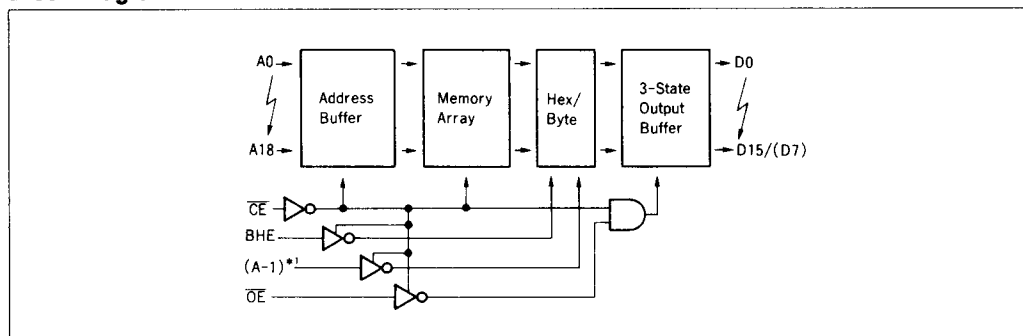 A0
Address
Buffer
Memory
Array
Hex/
Byte
3-State
Output
Buffer
D0
A18
D15/(D7)
CE
BHE
(A-1)*1
OE